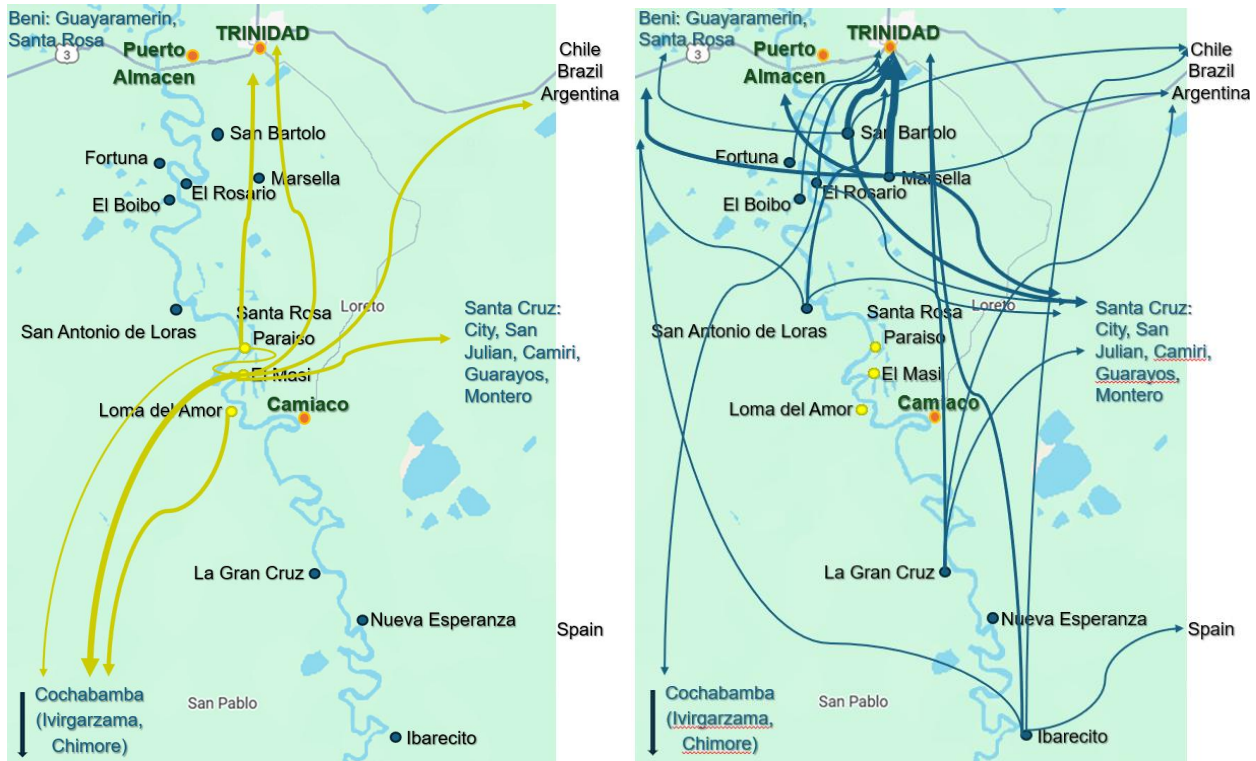 Beni: Guayaramerin,
Santa Rosa
3
TRINIDAD
Puerto
Almacen
Chile
Brazil
Argentina
San Bartolo
Fortuna
Marsella
El Rosario
El Boibo
Loreto
Santa Rosa
San Antonio de Loras
Paraiso
El Masi
Santa Cruz:
City, San
Julian, Camiri,
Guarayos,
Montero
Loma del Amor
Camiaco
La Gran Cruz
Nueva Esperanza
Spain
Cochabamba
(Ivirgarzama,
Chimore)
San Pablo
Ibarecito
Beni: Guayaramerin,
Santa Rosa
3
TRINIDAD
Puerto
Almacen
Chile
Brazil
Argentina
San Bartolo
Fortuna
Marsella
El Rosario
El Boibo
Loreto
Santa Rosa
San Antonio de Loras
Paraiso
El Masi
Santa Cruz:
City, San
Julian, Camiri,
Guarayos,
Montero
Loma del Amor
Camiaco
La Gran Cruz
Nueva Esperanza
Spain
Cochabamba
(Ivirgarzama,
Chimore)
San Pablo
Ibarecito